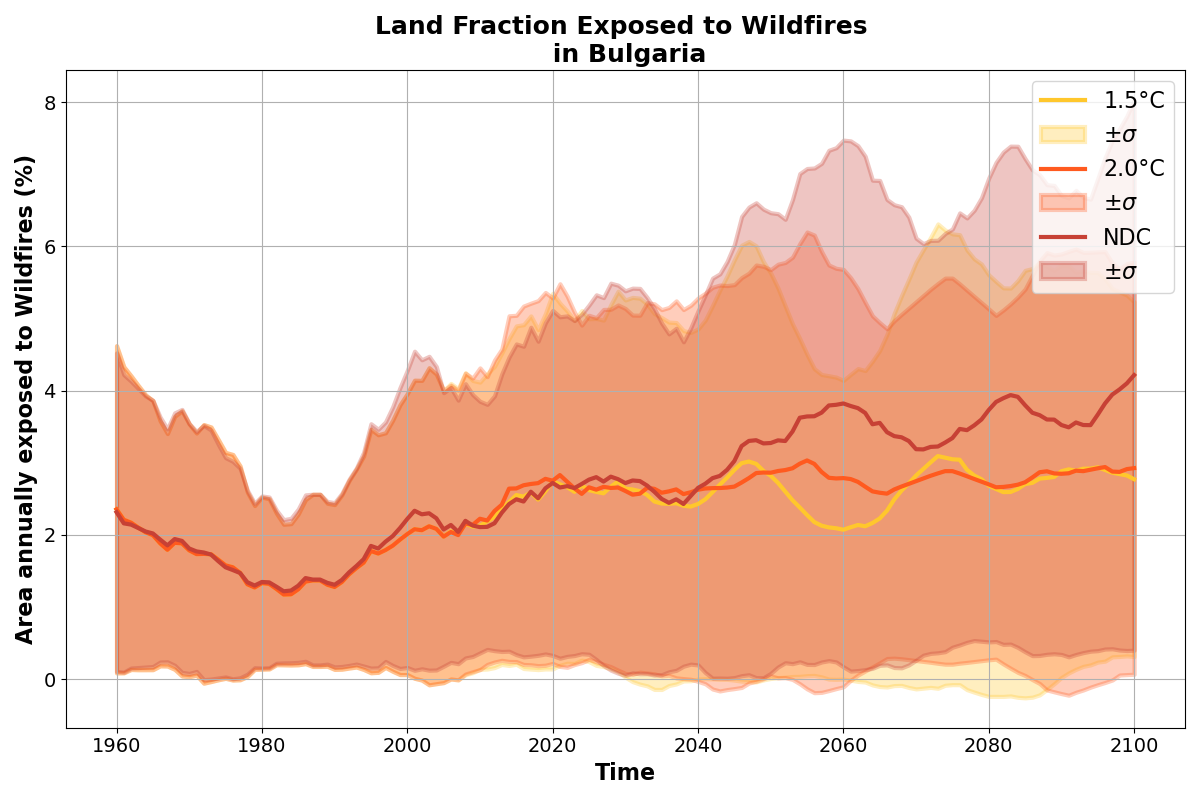 Land Fraction Exposed to Wildfires
in Bulgaria
Area annually exposed to Wildfires (%)
8
6
4
2
0
1.5°C
±σ
2.0°C
±σ
NDC
±σ
1960
1980
2000
2020
2040
2060
2080
2100
Time